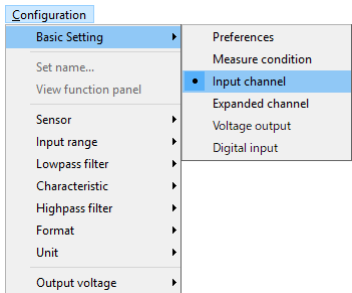 Configuration
Basic Setting
Set name...
View function panel
Sensor
Input range
Lowpass filter
Characteristic
Highpass filter
Format
Unit
Output voltage
Preferences
Measure condition
Input channel
Expanded channel
Voltage output
Digital input